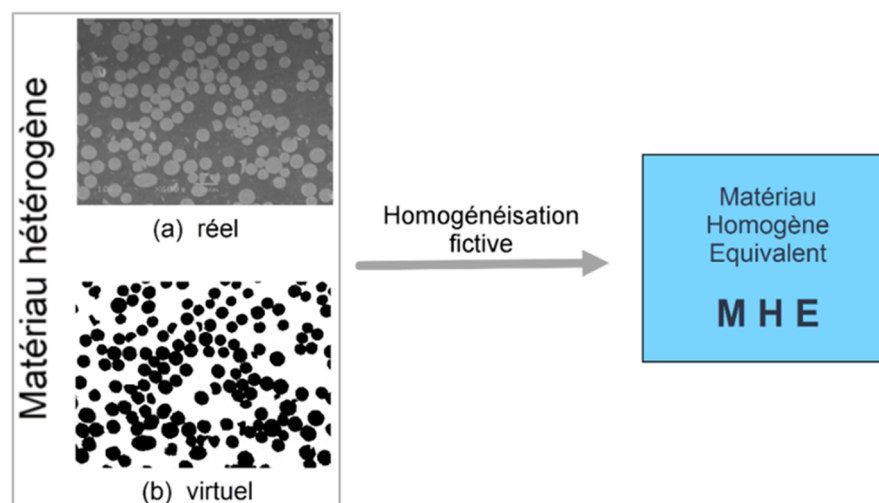 Matériau hétérogène
(a) réel
(b) virtuel
Homogénéisation
fictive
Matériau
Homogène
Equivalent
M H E